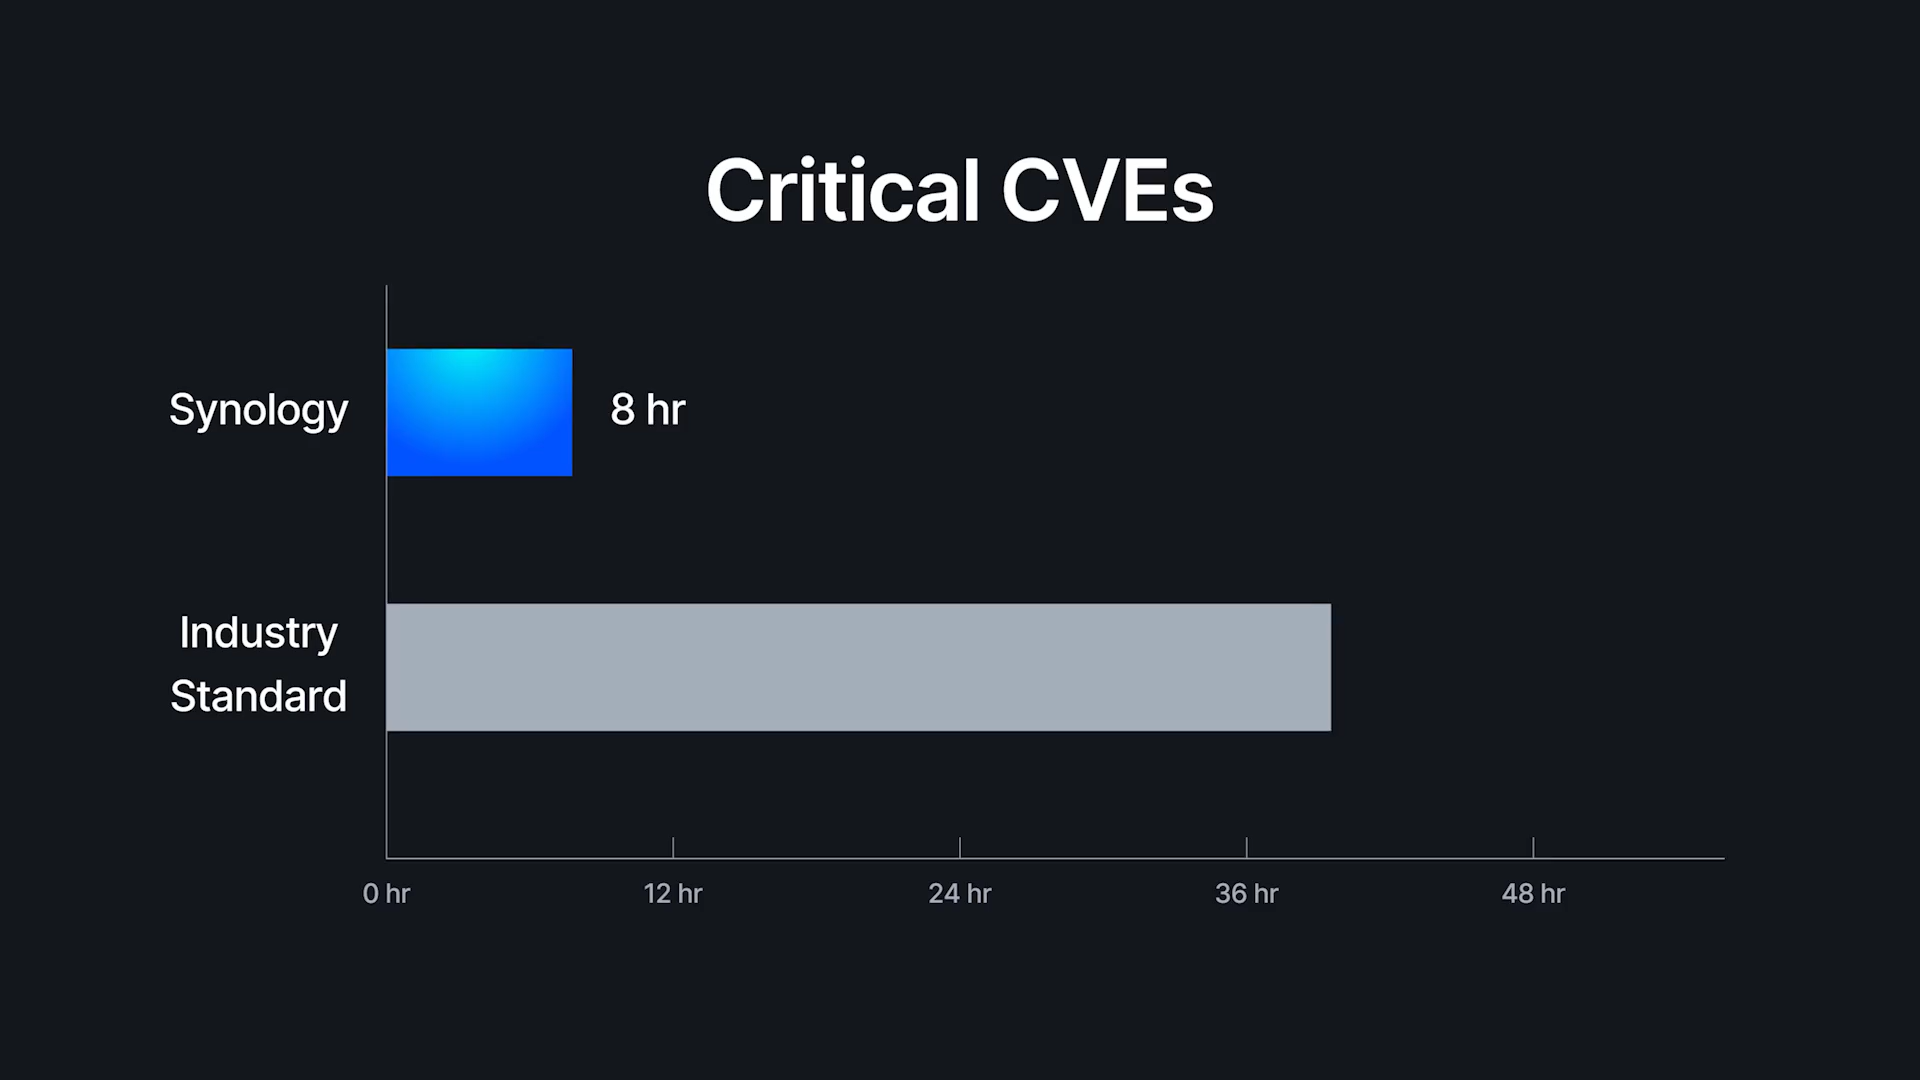 Critical CVEs
Synology
8 hr
Industry
Standard
0 hr
12 hr
24 hr
36 hr
48 hr